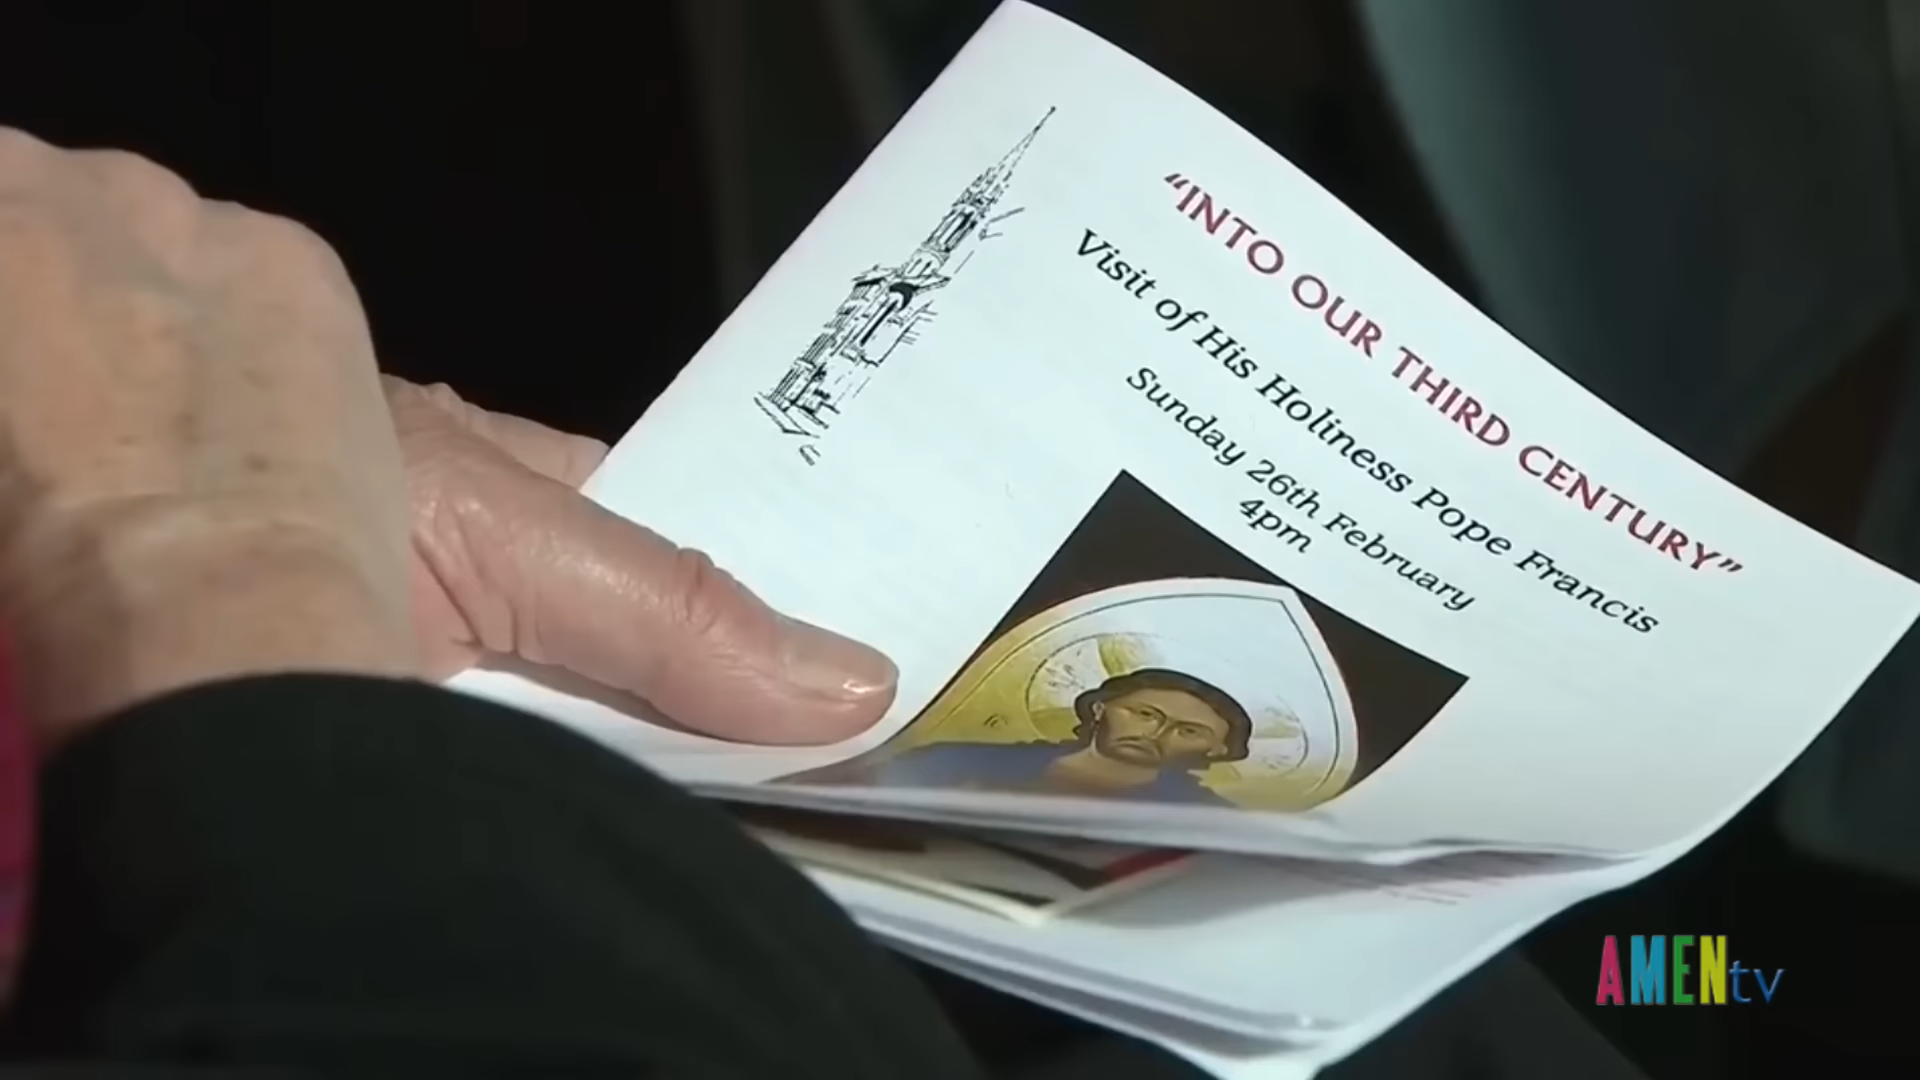 “INTO OUR THIRD CENTURY”
Visit of His Holiness Pope Francis
Sunday 26th February
4pm
AMENtv